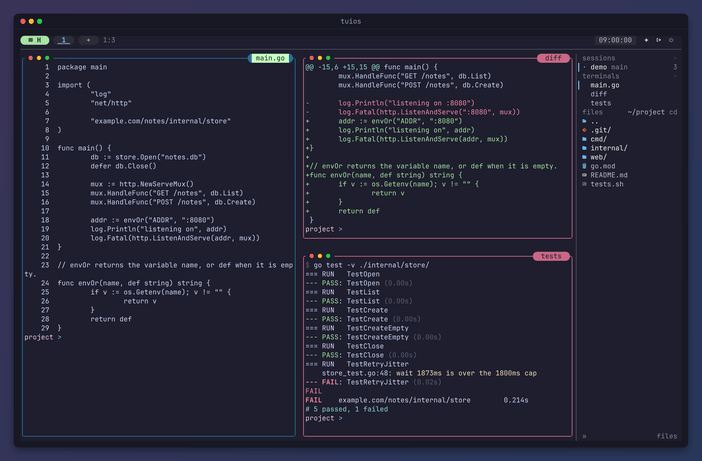 tuios
H 1 + 1:3 09:00:00
main.go
1 package main
2
3 import (
4 "log"
5 "net/http"
6
7 "example.com/notes/internal/store"
8 )
9
10 func main() {
11 db := store.Open("notes.db")
12 defer db.Close()
13
14 mux := http.NewServeMux()
15 mux.HandleFunc("GET /notes", db.List)
16 mux.HandleFunc("POST /notes", db.Create)
17
18 addr := envOr("ADDR", ":8080")
19 log.Println("listening on", addr)
20 log.Fatal(http.ListenAndServe(addr, mux))
21 }
22
23 // envOr returns the variable name, or def when it is emp
ty.
24 func envOr(name, def string) string {
25 if v := os.Getenv(name); v != "" {
26 return v
27 }
28 return def
29 }
project >
diff
@@ -15,6 +15,15 @@ func main() {
mux.HandleFunc("GET /notes", db.List)
mux.HandleFunc("POST /notes", db.Create)

- log.Println("listening on :8080")
- log.Fatal(http.ListenAndServe(":8080", mux))
+ addr := envOr("ADDR", ":8080")
+ log.Println("listening on", addr)
+ log.Fatal(http.ListenAndServe(addr, mux))
+}
+
+// envOr returns the variable name, or def when it is empty.
+func envOr(name, def string) string {
+ if v := os.Getenv(name); v != "" {
+ return v
+ }
+ return def
}
project >
tests
$ go test -v ./internal/store/
=== RUN TestOpen
--- PASS: TestOpen (0.00s)
=== RUN TestList
--- PASS: TestList (0.00s)
=== RUN TestCreate
--- PASS: TestCreate (0.00s)
=== RUN TestCreateEmpty
--- PASS: TestCreateEmpty (0.00s)
=== RUN TestClose
--- PASS: TestClose (0.00s)
=== RUN TestRetryJitter
store_test.go:48: wait 1873ms is over the 1800ms cap
--- FAIL: TestRetryJitter (0.02s)
FAIL
FAIL example.com/notes/internal/store 0.214s
# 5 passed, 1 failed
project >
sessions
demo main 3
terminals
main.go
diff
tests
files ~/project cd
..
.git/
cmd/
internal/
web/
go.mod
README.md
tests.sh
files